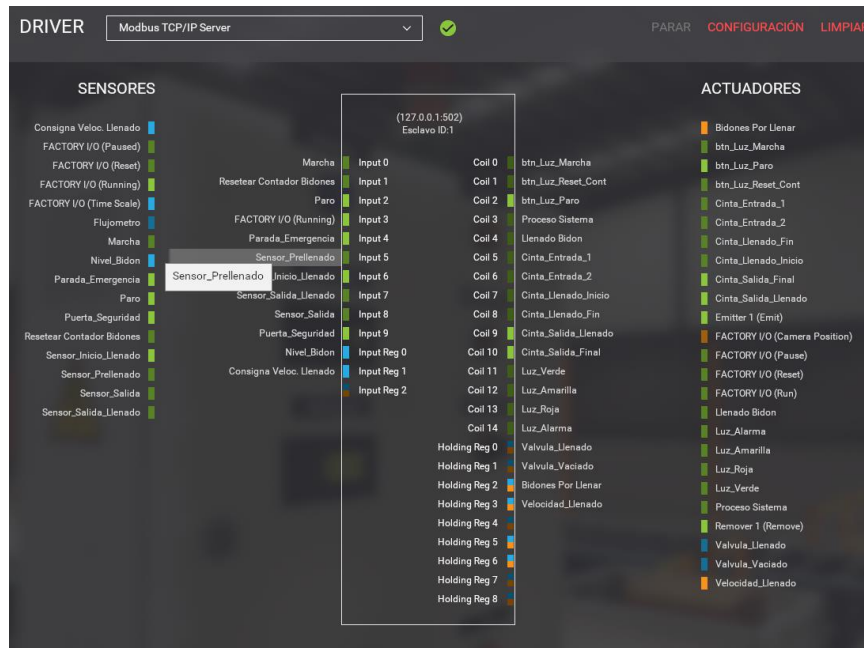 DRIVER
Modbus TCP/IP Server
PARAR
CONFIGURACIÓN
LIMPIAR
SENSORES
Consigna Veloc. Llenado
FACTORY I/O (Paused)
FACTORY I/O (Reset)
FACTORY I/O (Running)
FACTORY I/O (Time Scale)
Flujometro
Marcha
Nivel_Bidon
Parada_Emergencia
Paro
Puerta_Seguridad
Resetear Contador Bidones
Sensor_Inicio_Llenado
Sensor_Prellenado
Sensor_Salida
Sensor_Salida_Llenado
(127.0.0.1:502)
Esclavo ID:1
Marcha Input 0 Coil 0 btn_Luz_Marcha
Resetear Contador Bidones Input 1 Coil 1 btn_Luz_Reset_Cont
Paro Input 2 Coil 2 btn_Luz_Paro
FACTORY I/O (Running) Input 3 Coil 3 Proceso Sistema
Parada_Emergencia Input 4 Coil 4 Llenado Bidon
Sensor_Prellenado Input 5 Coil 5 Cinta_Entrada_1
Sensor_Prellenado _Inicio_Llenado Input 6 Coil 6 Cinta_Entrada_2
Sensor_Salida_Llenado Input 7 Coil 7 Cinta_Llenado_Inicio
Sensor_Salida Input 8 Coil 8 Cinta_Llenado_Fin
Puerta_Seguridad Input 9 Coil 9 Cinta_Salida_Llenado
Nivel_Bidon Input Reg 0 Coil 10 Cinta_Salida_Final
Consigna Veloc. Llenado Input Reg 1 Coil 11 Luz_Verde
Input Reg 2 Coil 12 Luz_Amarilla
Coil 13 Luz_Roja
Coil 14 Luz_Alarma
Holding Reg 0 Valvula_Llenado
Holding Reg 1 Valvula_Vaciado
Holding Reg 2 Bidones Por Llenar
Holding Reg 3 Velocidad_Llenado
Holding Reg 4
Holding Reg 5
Holding Reg 6
Holding Reg 7
Holding Reg 8
ACTUADORES
Bidones Por Llenar
btn_Luz_Marcha
btn_Luz_Paro
btn_Luz_Reset_Cont
Cinta_Entrada_1
Cinta_Entrada_2
Cinta_Llenado_Fin
Cinta_Llenado_Inicio
Cinta_Salida_Final
Cinta_Salida_Llenado
Emitter 1 (Emit)
FACTORY I/O (Camera Position)
FACTORY I/O (Pause)
FACTORY I/O (Reset)
FACTORY I/O (Run)
Llenado Bidon
Luz_Alarma
Luz_Amarilla
Luz_Roja
Luz_Verde
Proceso Sistema
Remover 1 (Remove)
Valvula_Llenado
Valvula_Vaciado
Velocidad_Llenado